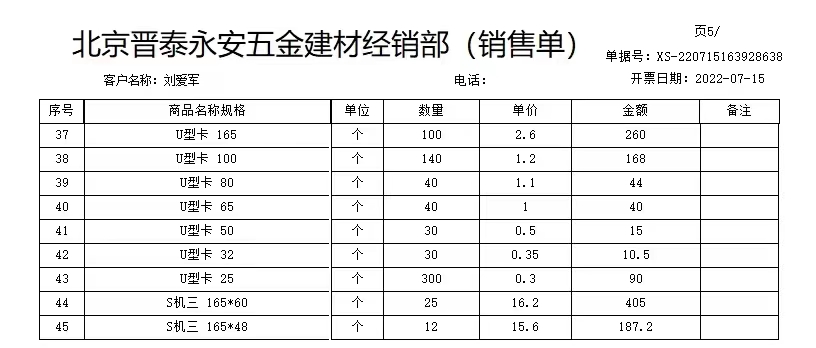 页5/
北京晋泰永安五金建材经销部（销售单）
单据号: XS-220715163928638
客户名称: 刘爱军 电话: 开票日期: 2022-07-15
序号 商品名称规格 单位 数量 单价 金额 备注
37 U型卡 165 个 100 2.6 260
38 U型卡 100 个 140 1.2 168
39 U型卡 80 个 40 1.1 44
40 U型卡 65 个 40 1 40
41 U型卡 50 个 30 0.5 15
42 U型卡 32 个 30 0.35 10.5
43 U型卡 25 个 300 0.3 90
44 S机三 165*60 个 25 16.2 405
45 S机三 165*48 个 12 15.6 187.2